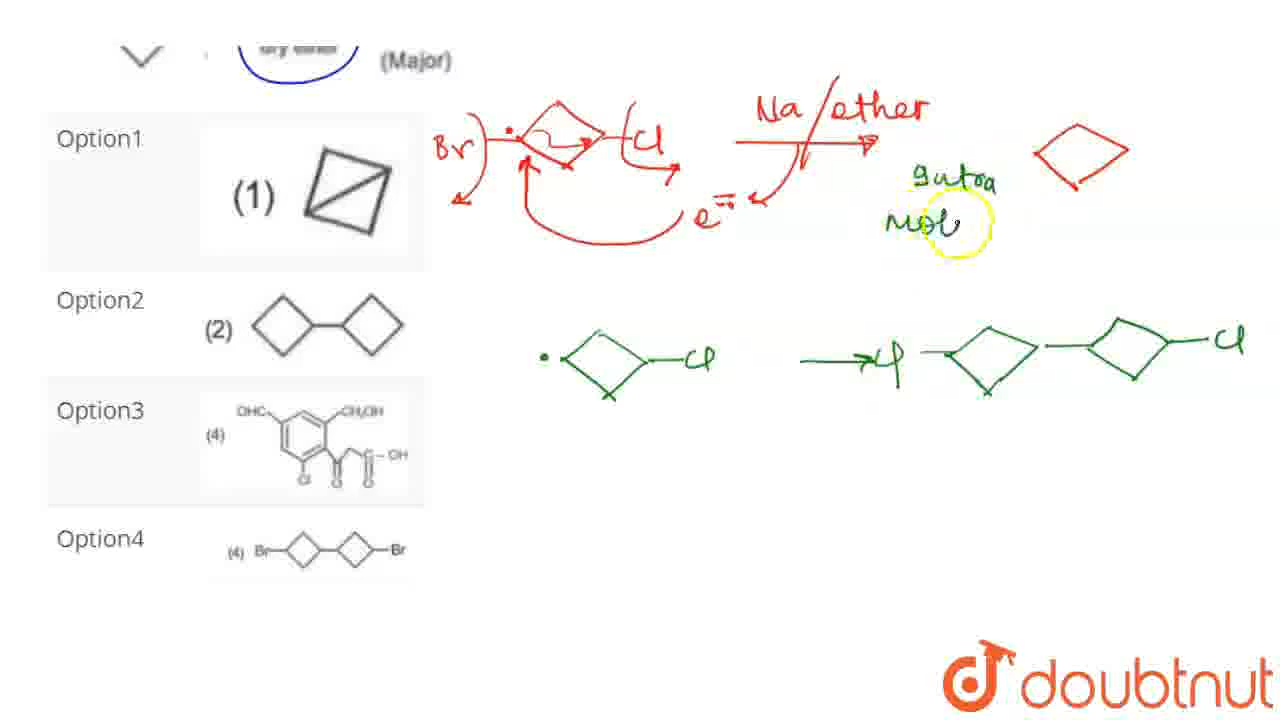 dry ether
(Major)
Option1
(1)
Br
Cl
Na/ether
e
Intra
mol
Option2
(2)
Cl
Cl
Cl
Option3
(4)
OHC
CH₂OH
C – OH
Cl
O
O
Option4
(4) Br
Br
doubtnut